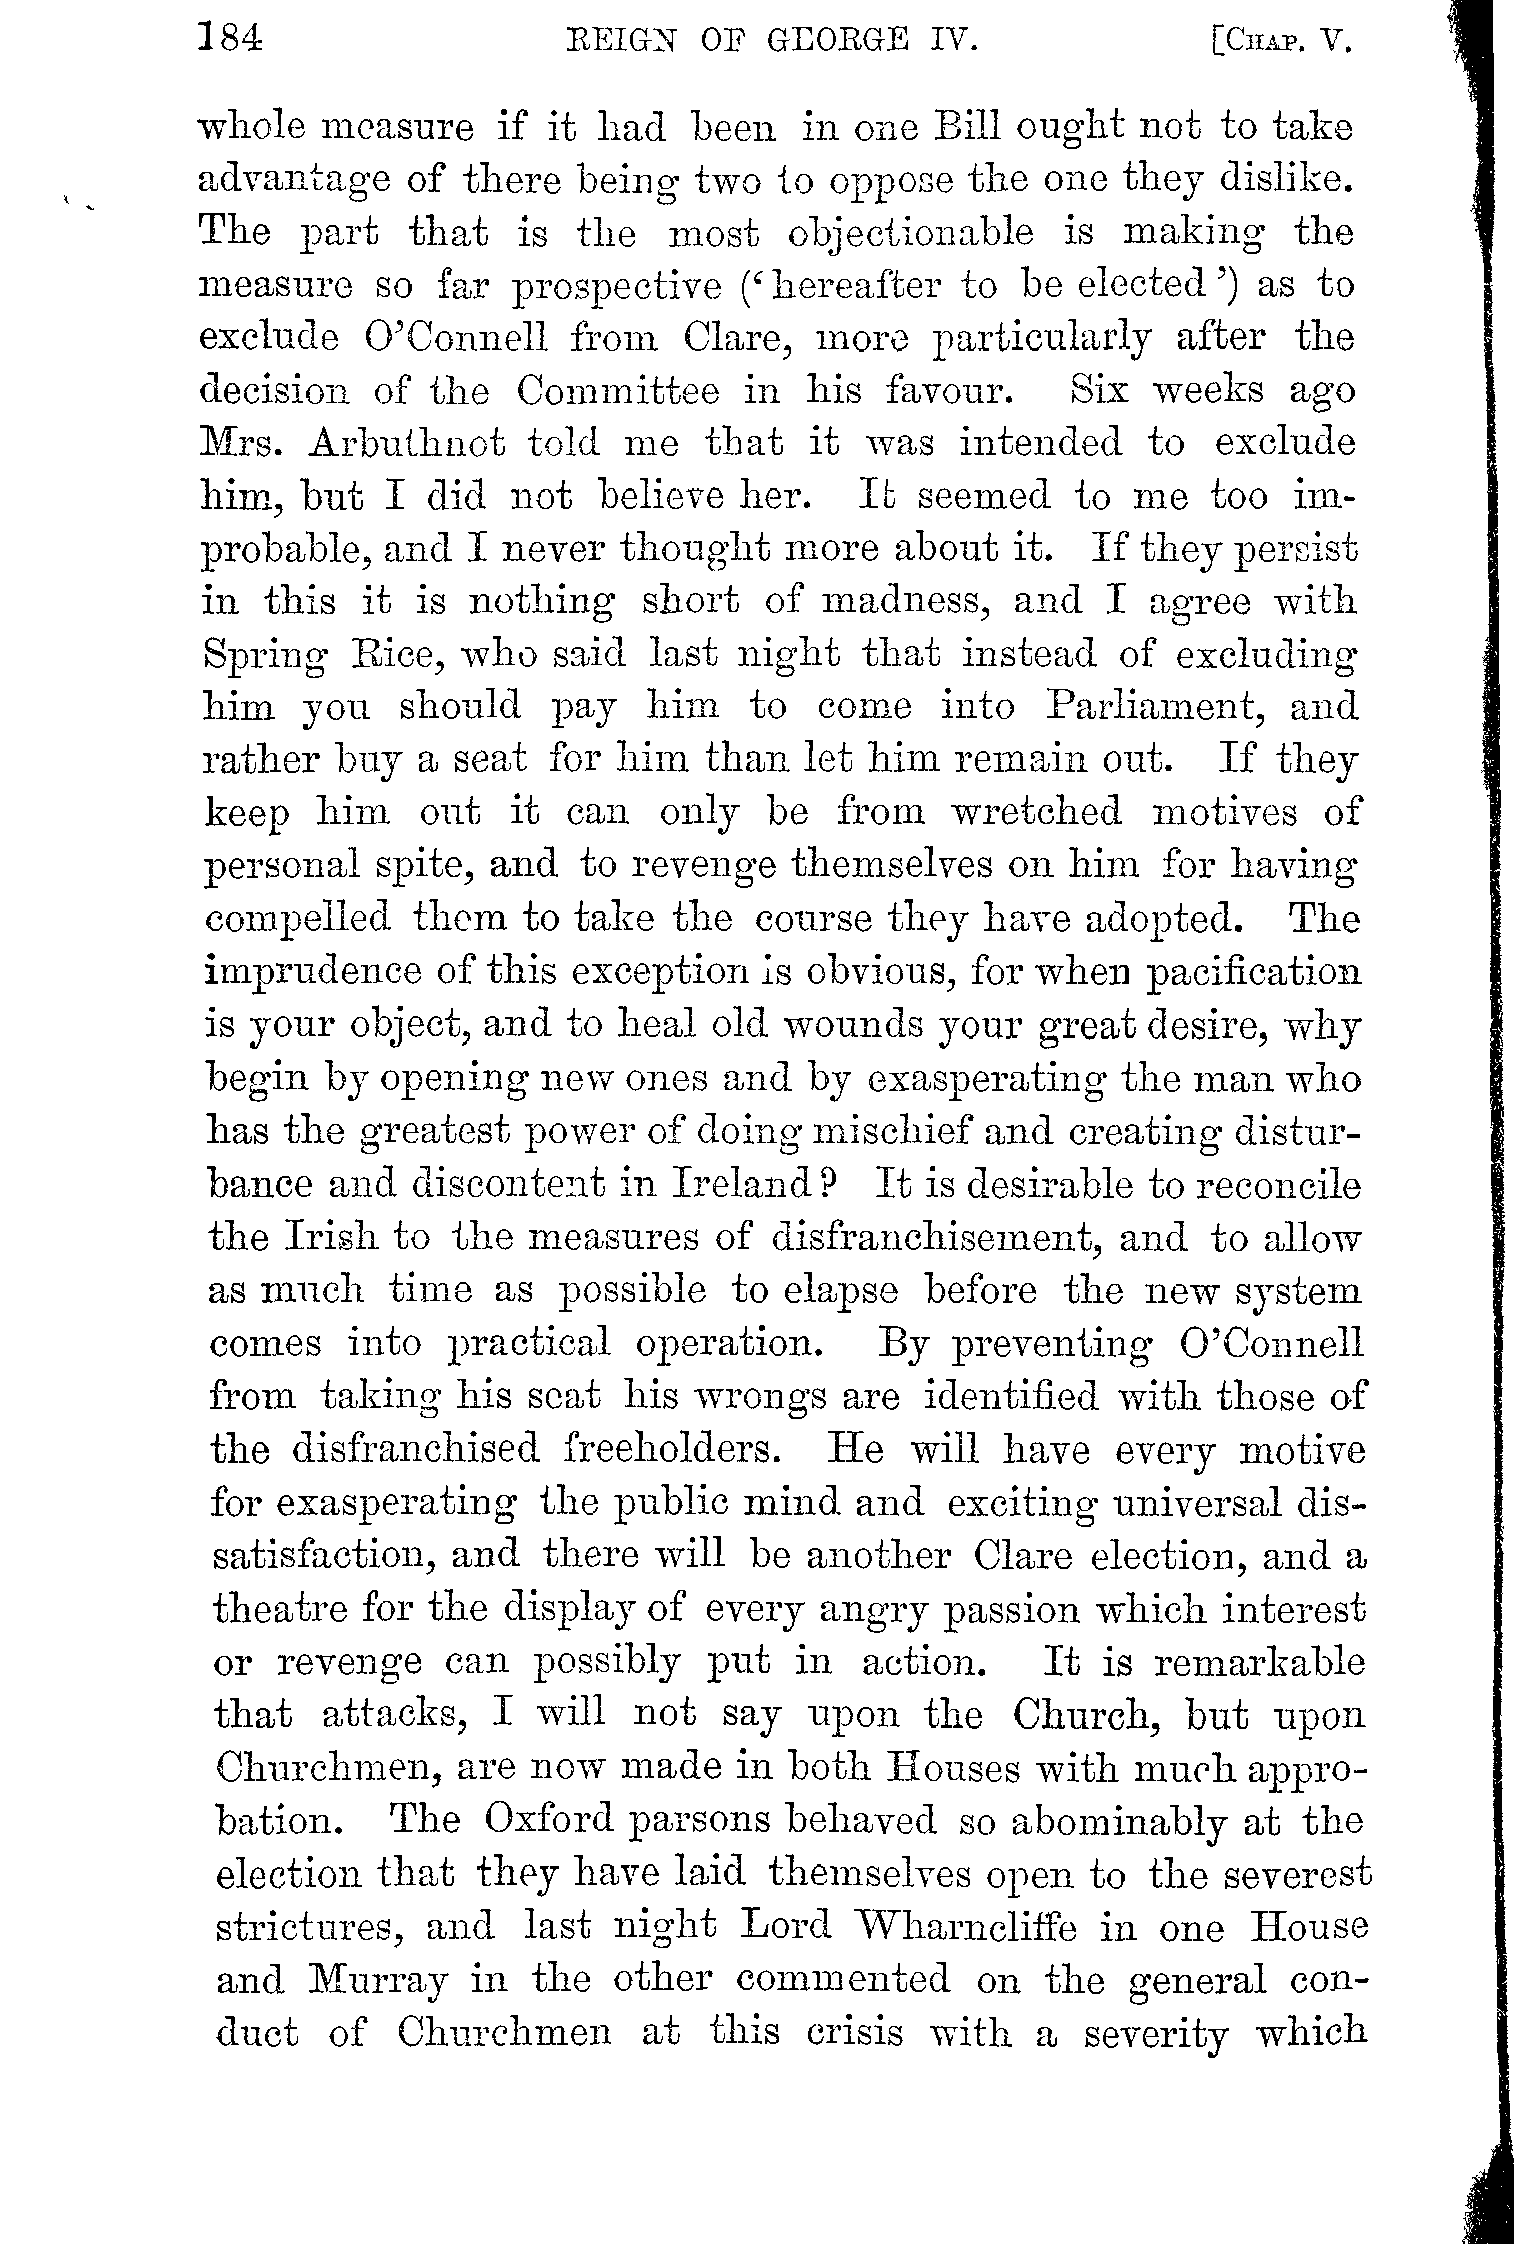 184 REIGN OF GEORGE IV. [CHAP. V.
whole measure if it had been in one Bill ought not to take
advantage of there being two to oppose the one they dislike.
The part that is the most objectionable is making the
measure so far prospective (‘hereafter to be elected’) as to
exclude O’Connell from Clare, more particularly after the
decision of the Committee in his favour. Six weeks ago
Mrs. Arbuthnot told me that it was intended to exclude
him, but I did not believe her. It seemed to me too im-
probable, and I never thought more about it. If they persist
in this it is nothing short of madness, and I agree with
Spring Rice, who said last night that instead of excluding
him you should pay him to come into Parliament, and
rather buy a seat for him than let him remain out. If they
keep him out it can only be from wretched motives of
personal spite, and to revenge themselves on him for having
compelled them to take the course they have adopted. The
imprudence of this exception is obvious, for when pacification
is your object, and to heal old wounds your great desire, why
begin by opening new ones and by exasperating the man who
has the greatest power of doing mischief and creating distur-
bance and discontent in Ireland? It is desirable to reconcile
the Irish to the measures of disfranchisement, and to allow
as much time as possible to elapse before the new system
comes into practical operation. By preventing O’Connell
from taking his seat his wrongs are identified with those of
the disfranchised freeholders. He will have every motive
for exasperating the public mind and exciting universal dis-
satisfaction, and there will be another Clare election, and a
theatre for the display of every angry passion which interest
or revenge can possibly put in action. It is remarkable
that attacks, I will not say upon the Church, but upon
Churchmen, are now made in both Houses with much appro-
bation. The Oxford parsons behaved so abominably at the
election that they have laid themselves open to the severest
strictures, and last night Lord Wharncliffe in one House
and Murray in the other commented on the general con-
duct of Churchmen at this crisis with a severity which